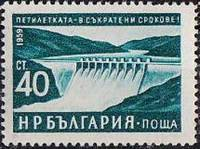 ПЕТИЛЕТКАТА - В СЪКРАТЕНИ СРОКОВЕ!
1959
СТ.
40
НР БЪЛГАРИЯ·ПОЩА